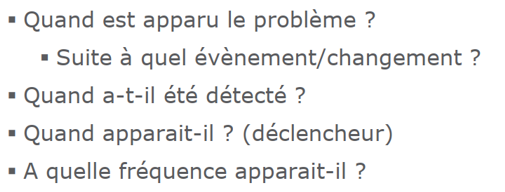 ▪ Quand est apparu le problème ?
▪ Suite à quel évènement/changement ?
▪ Quand a-t-il été détecté ?
▪ Quand apparait-il ? (déclencheur)
▪ A quelle fréquence apparait-il ?